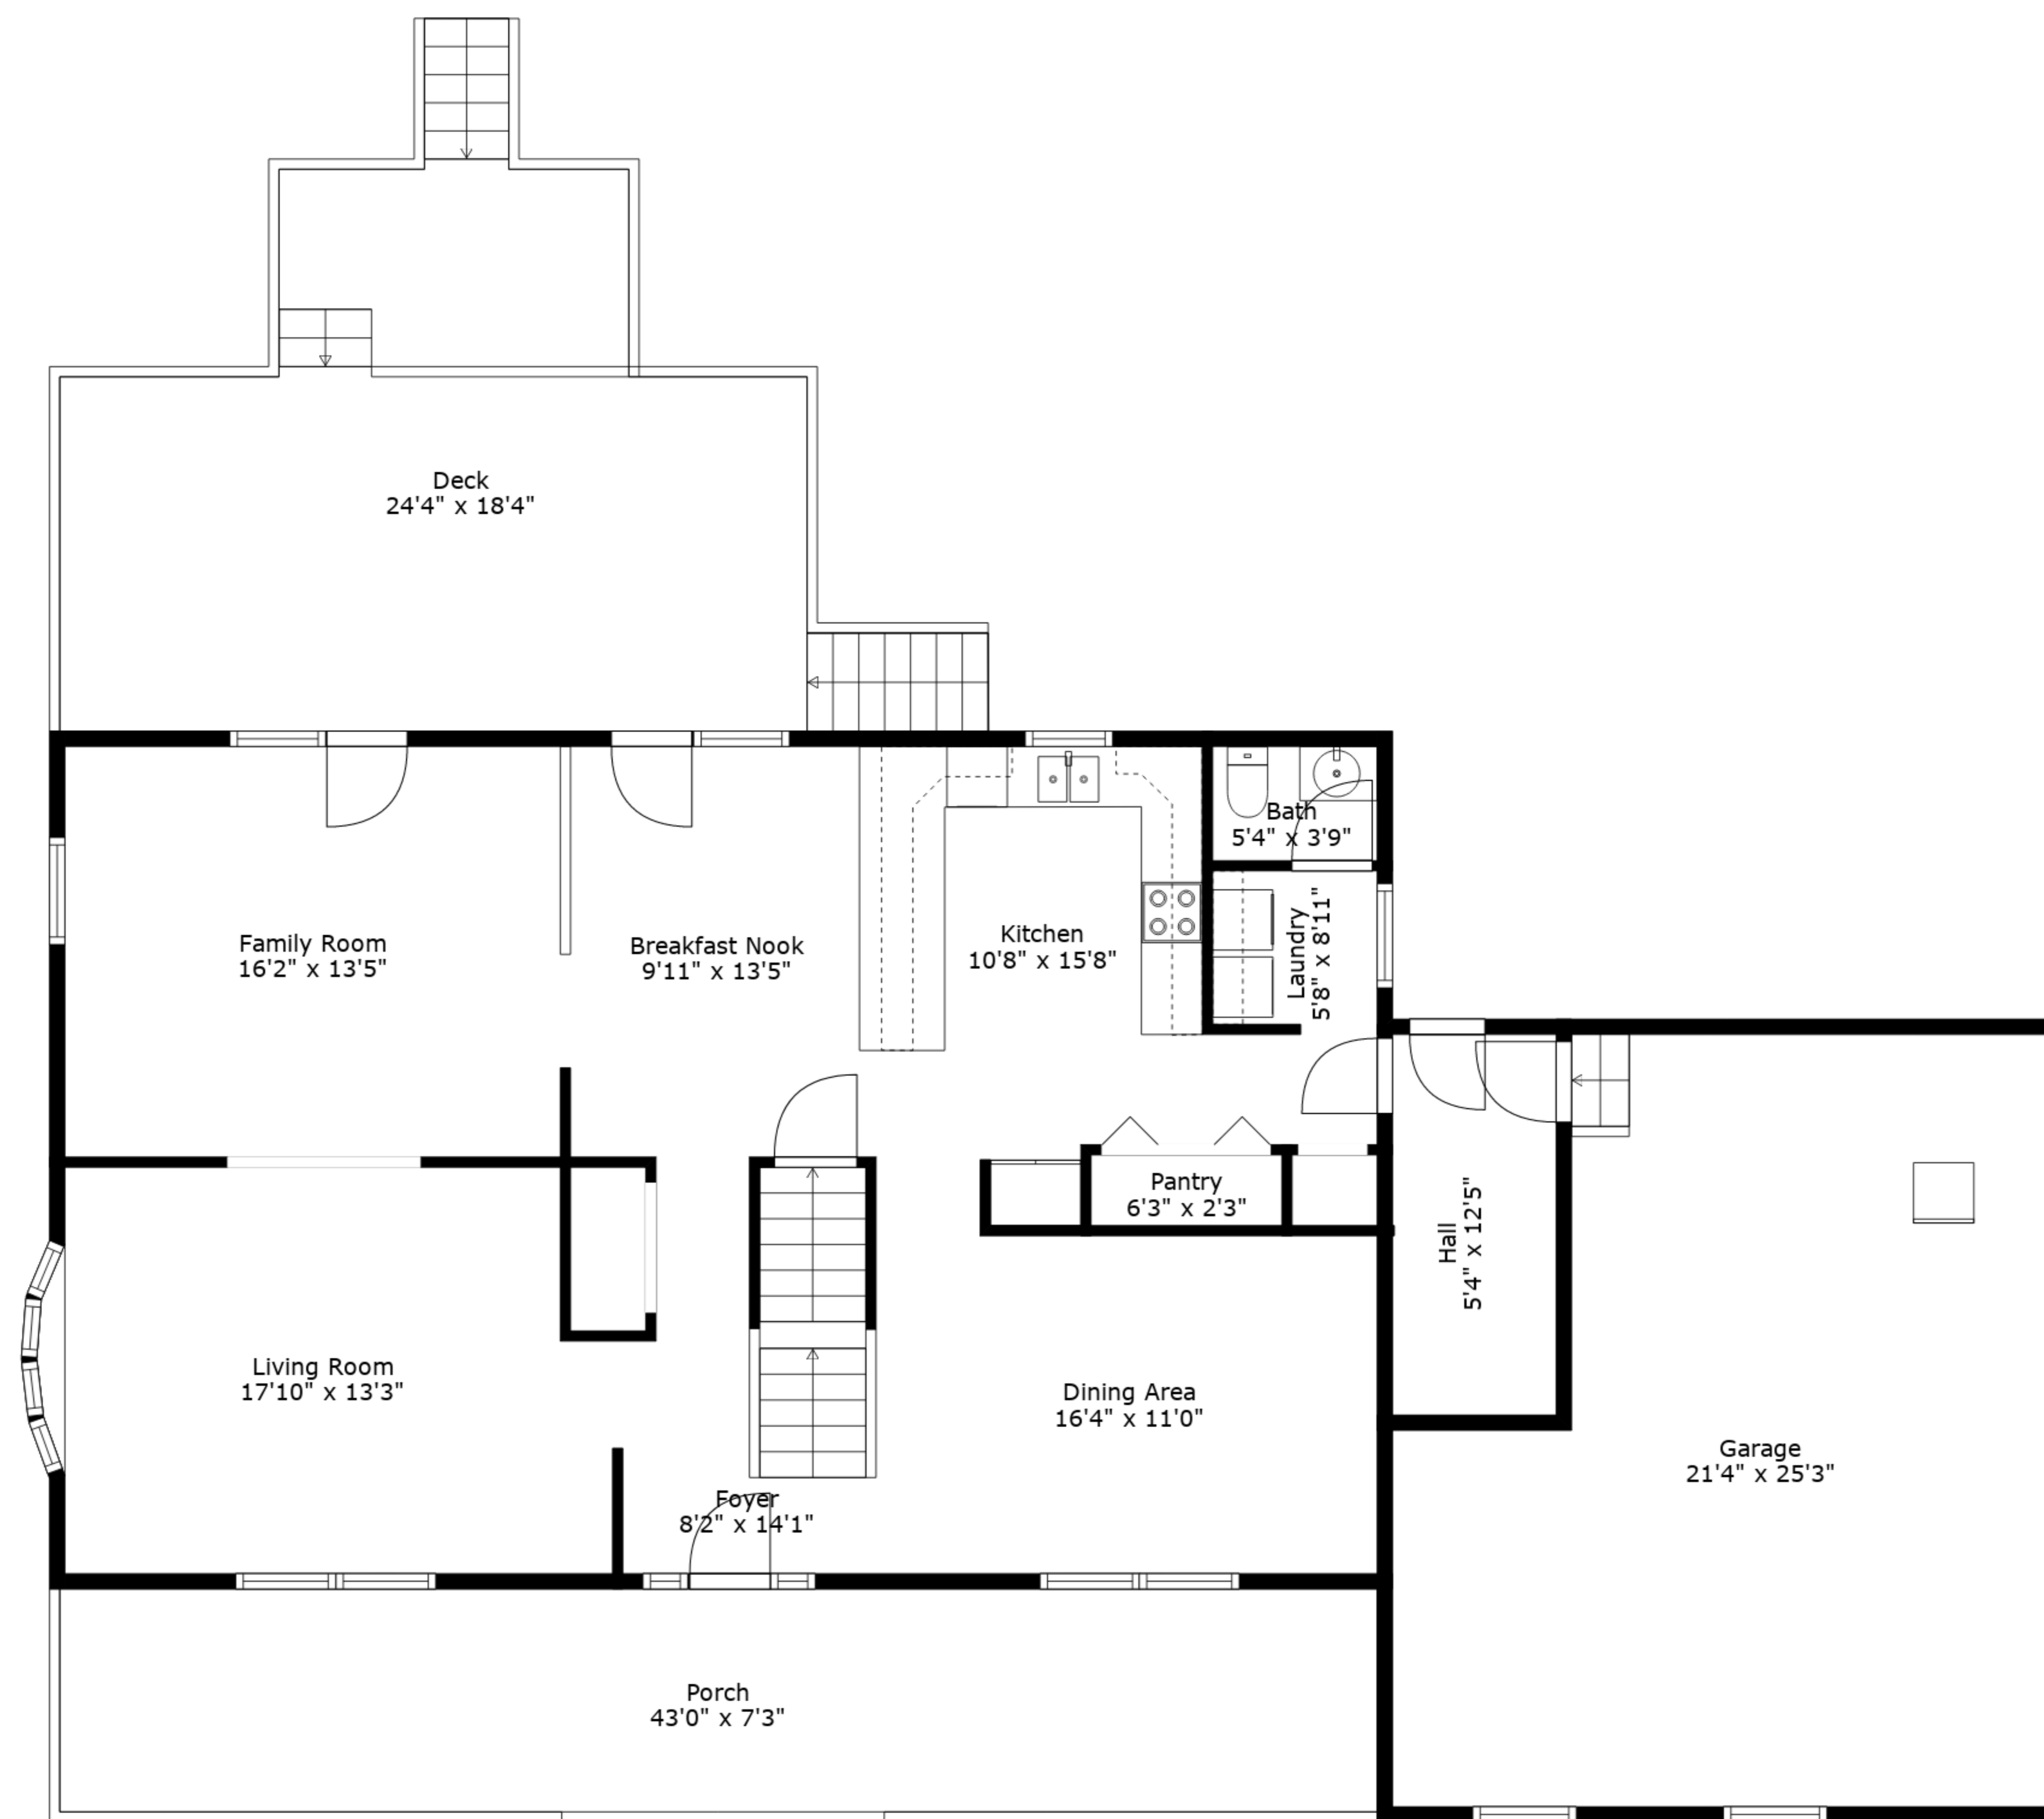 Deck
24'4" x 18'4"
Bath
5'4" x 3'9"
Family Room
16'2" x 13'5"
Breakfast Nook
9'11" x 13'5"
Kitchen
10'8" x 15'8"
Laundry
5'8" x 8'11"
Pantry
6'3" x 2'3"
Hall
5'4" x 12'5"
Living Room
17'10" x 13'3"
Dining Area
16'4" x 11'0"
Garage
21'4" x 25'3"
Foyer
8'2" x 14'1"
Porch
43'0" x 7'3"